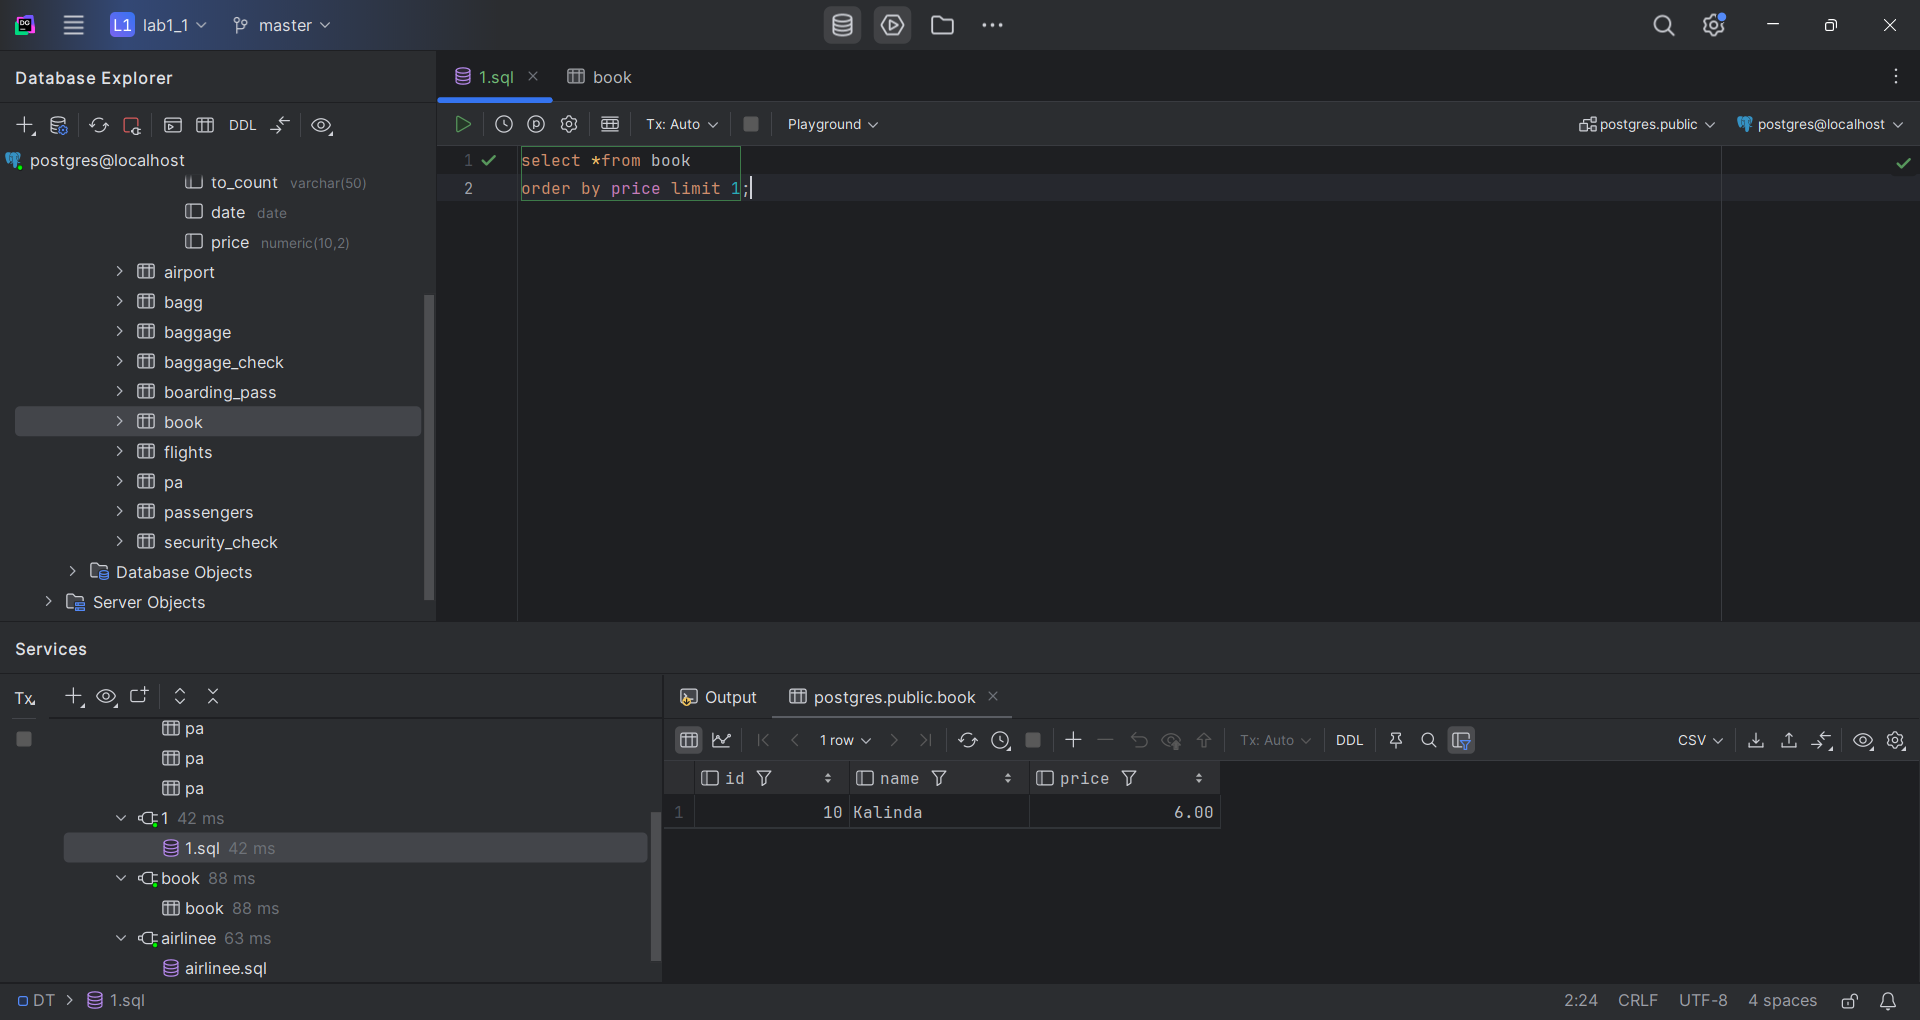 L1 lab1_1 master
Database Explorer
DDL
postgres@localhost
to_count varchar(50)
date date
price numeric(10,2)
airport
bagg
baggage
baggage_check
boarding_pass
book
flights
pa
passengers
security_check
Database Objects
Server Objects
1.sql
book
Tx: Auto
Playground
postgres.public
postgres@localhost
1 select *from book
2 order by price limit 1;
Services
Tx
pa
pa
pa
1 42 ms
1.sql 42 ms
book 88 ms
book 88 ms
airlinee 63 ms
airlinee.sql
Output
postgres.public.book
1 row
Tx: Auto
DDL
CSV
id name price
1 10 Kalinda 6.00
DT 1.sql
2:24 CRLF UTF-8 4 spaces